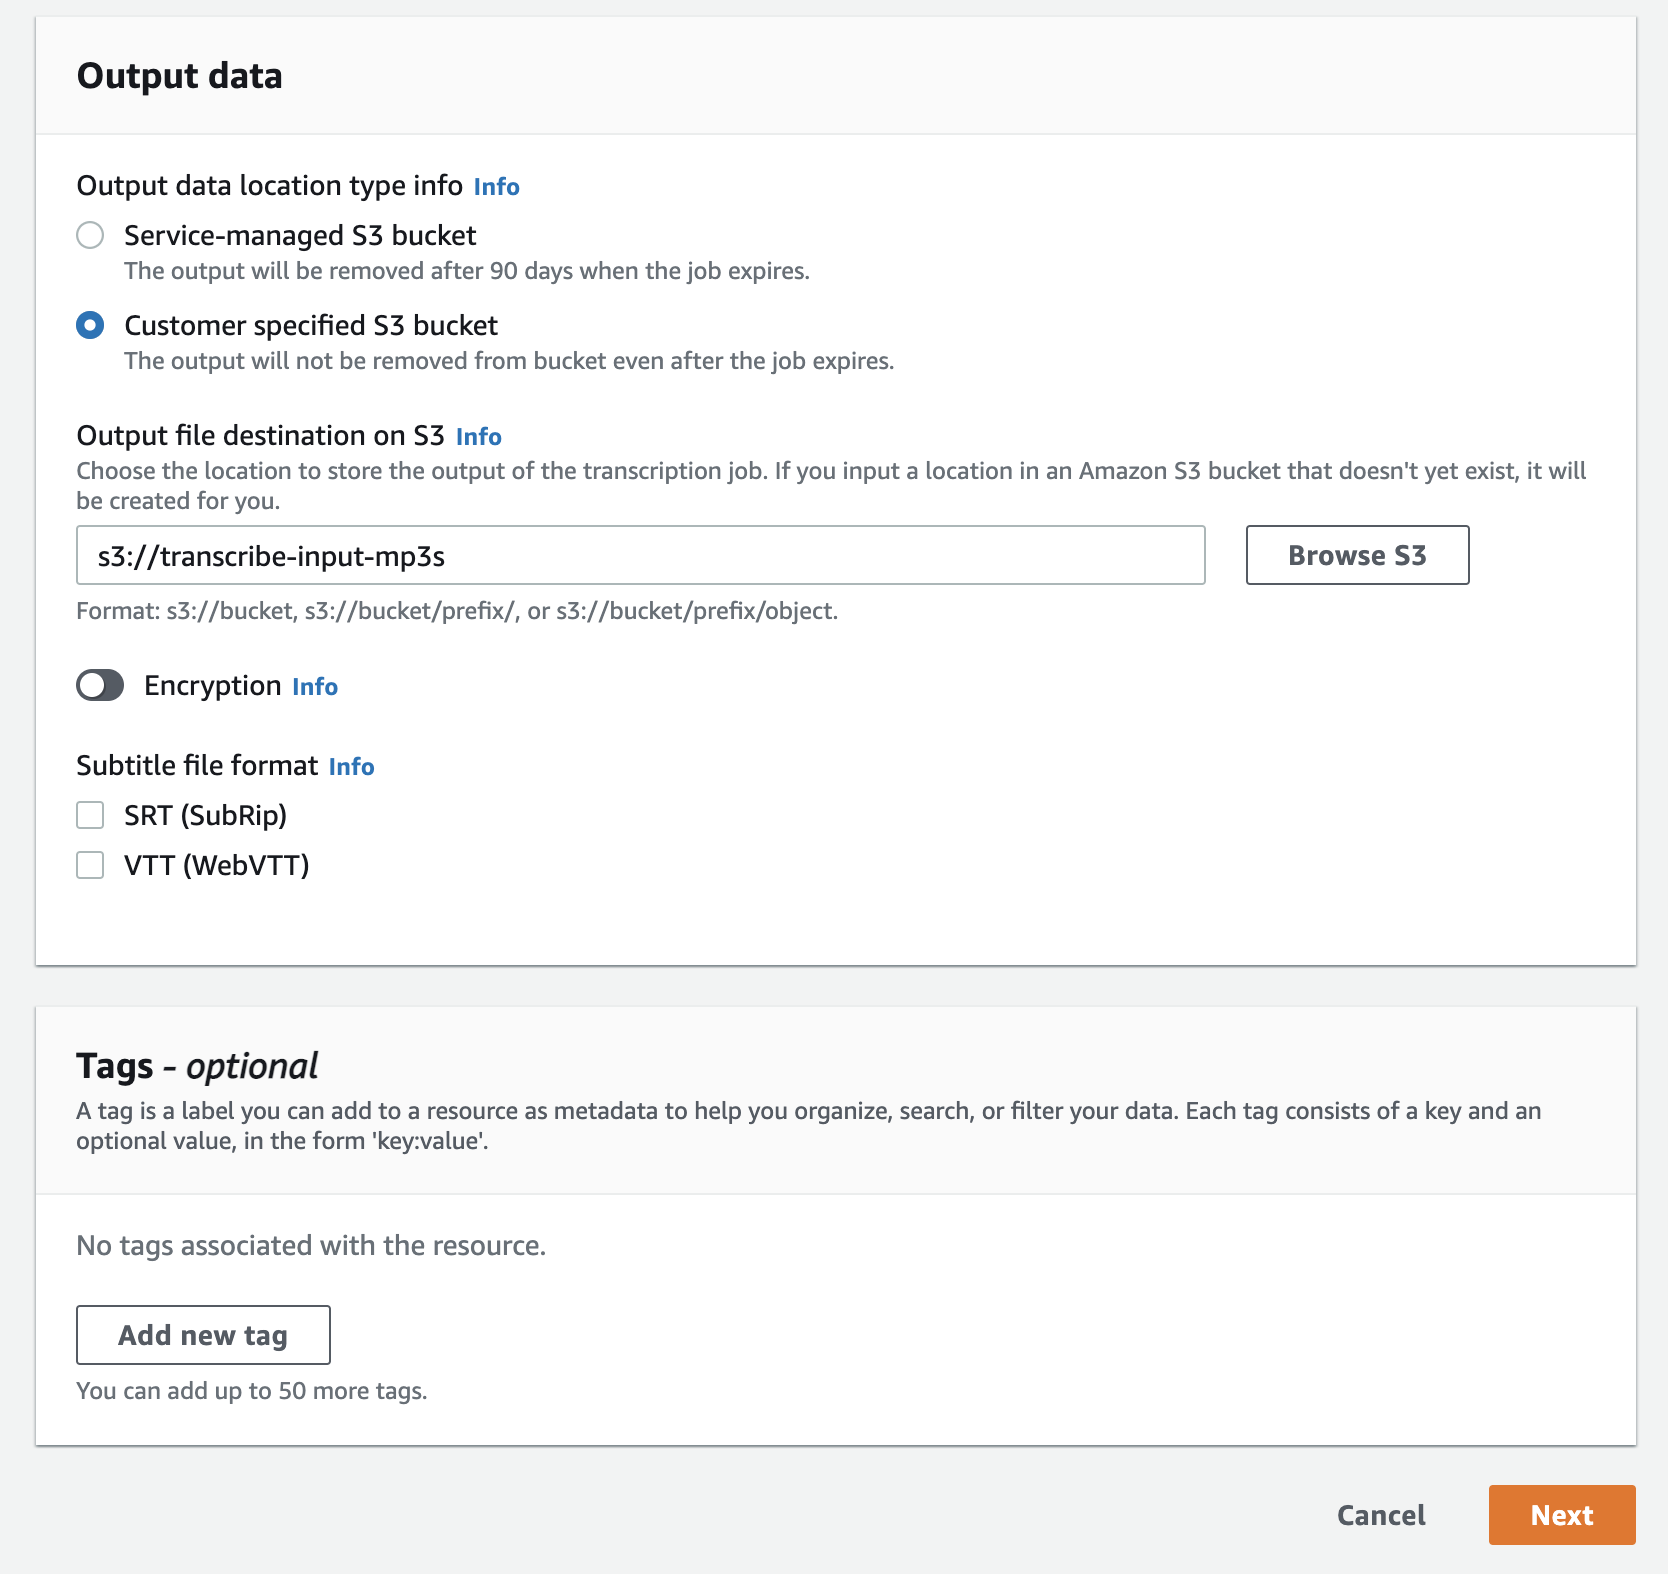 Output data
Output data location type info Info
Service-managed S3 bucket
The output will be removed after 90 days when the job expires.
Customer specified S3 bucket
The output will not be removed from bucket even after the job expires.
Output file destination on S3 Info
Choose the location to store the output of the transcription job. If you input a location in an Amazon S3 bucket that doesn't yet exist, it will
be created for you.
s3://transcribe-input-mp3s
Browse S3
Format: s3://bucket, s3://bucket/prefix/, or s3://bucket/prefix/object.
Encryption Info
Subtitle file format Info
SRT (SubRip)
VTT (WebVTT)
Tags - optional
A tag is a label you can add to a resource as metadata to help you organize, search, or filter your data. Each tag consists of a key and an
optional value, in the form 'key:value'.
No tags associated with the resource.
Add new tag
You can add up to 50 more tags.
Cancel
Next